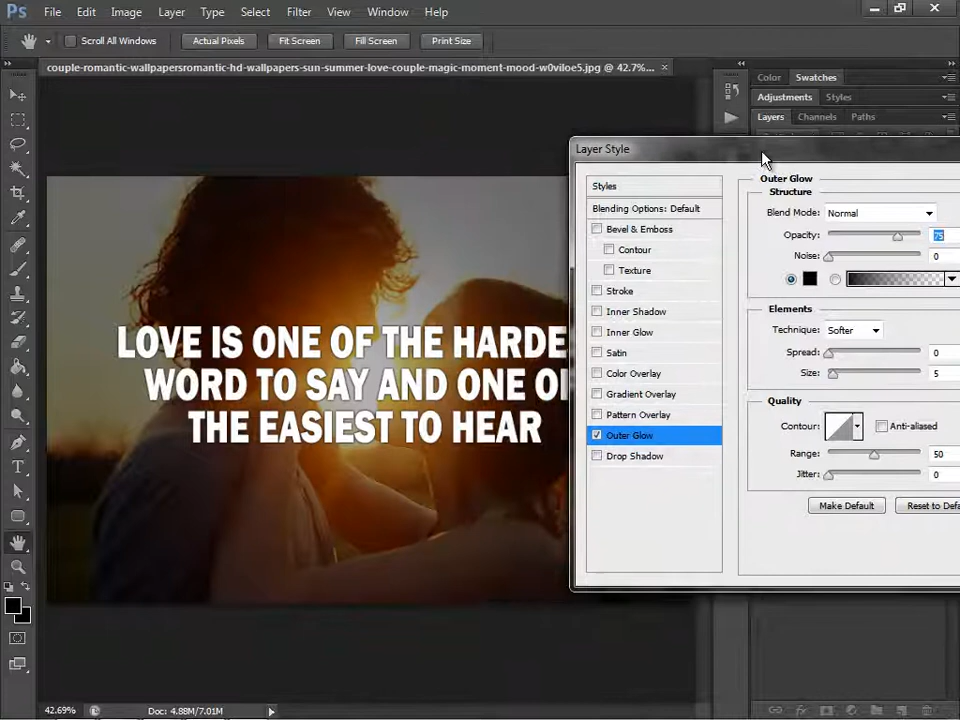 Ps File Edit Image Layer Type Select Filter View Window Help
Scroll All Windows Actual Pixels Fit Screen Fill Screen Print Size
couple-romantic-wallpapersromantic-hd-wallpapers-sun-summer-love-couple-magic-moment-mood-w0viloe5.jpg @ 42.7%...
Color Swatches
Adjustments Styles
Layers Channels Paths
Layer Style
Styles
Blending Options: Default
Bevel & Emboss
Contour
Texture
Stroke
Inner Shadow
Inner Glow
Satin
Color Overlay
Gradient Overlay
Pattern Overlay
Outer Glow
Drop Shadow
Outer Glow
Structure
Blend Mode: Normal
Opacity: 75
Noise: 0
Elements
Technique: Softer
Spread: 0
Size: 5
Quality
Contour: Anti-aliased
Range: 50
Jitter: 0
Make Default Reset to Defa
LOVE IS ONE OF THE HARDE
WORD TO SAY AND ONE OF
THE EASIEST TO HEAR
42.69% Doc: 4.88M/7.01M